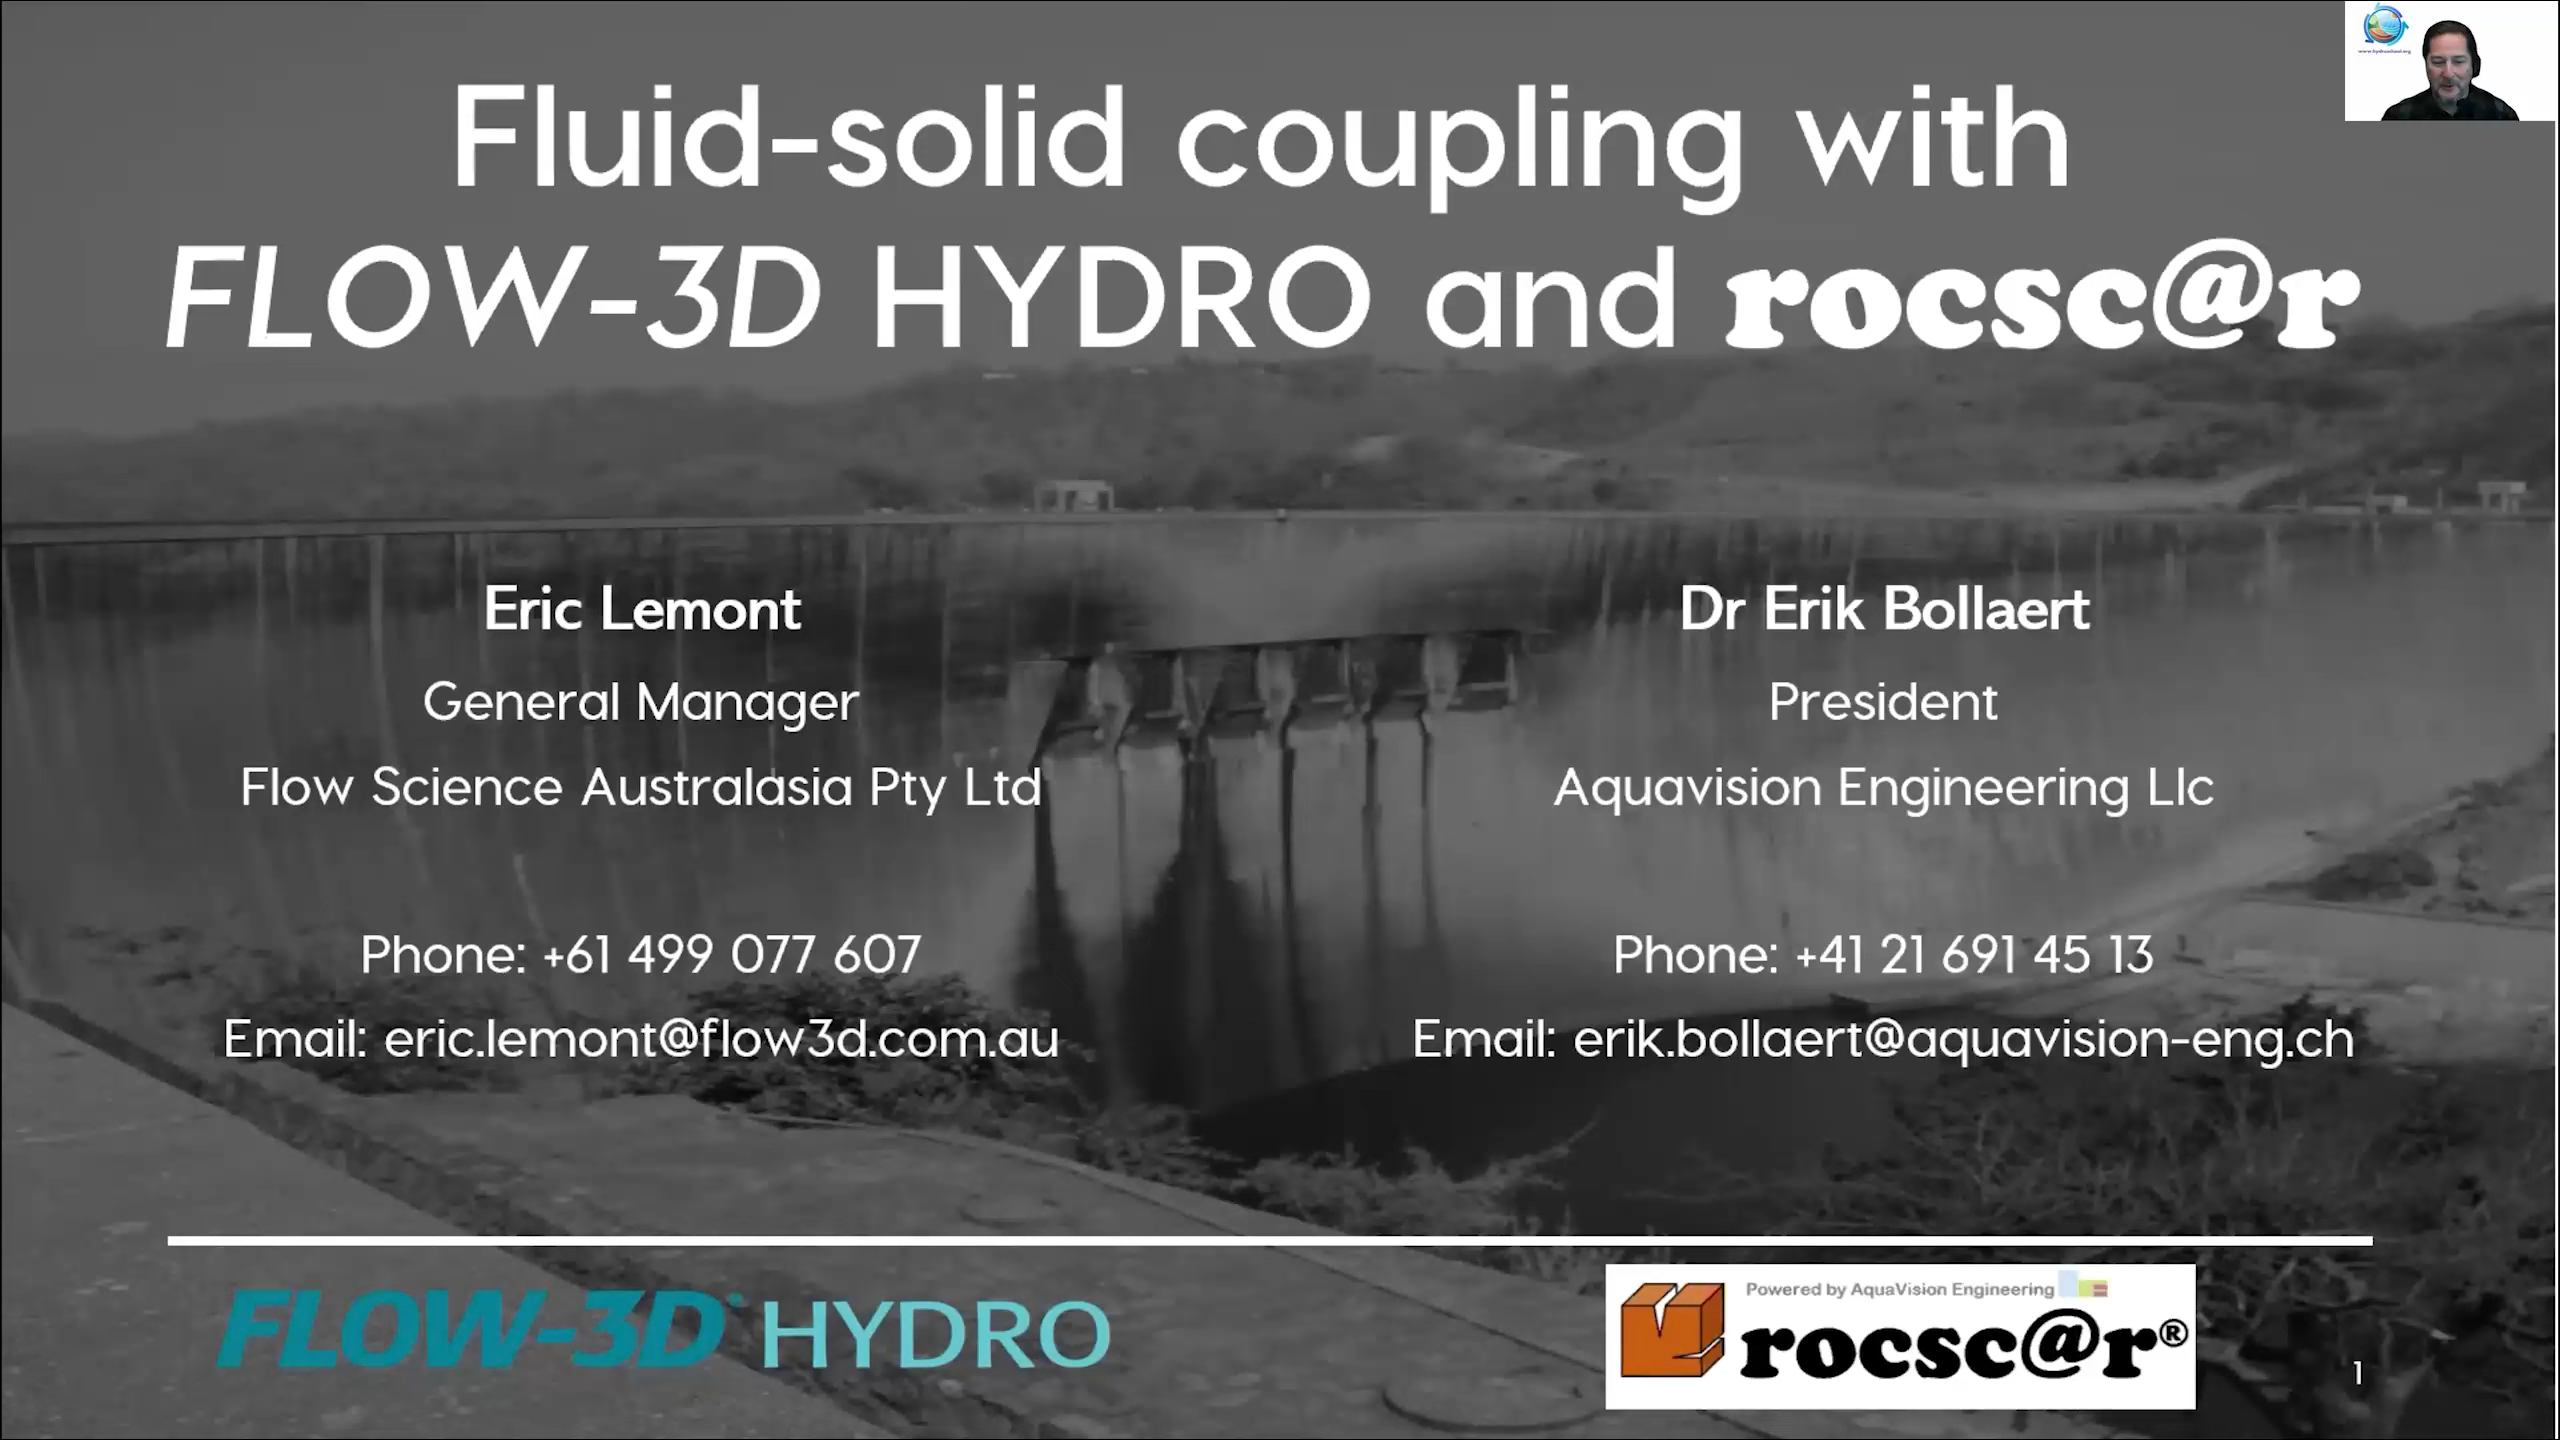 www.hydroschool.org
Fluid-solid coupling with
FLOW-3D HYDRO and rocsc@r
Eric Lemont
General Manager
Flow Science Australasia Pty Ltd
Phone: +61 499 077 607
Email: eric.lemont@flow3d.com.au
Dr Erik Bollaert
President
Aquavision Engineering Llc
Phone: +41 21 691 45 13
Email: erik.bollaert@aquavision-eng.ch
FLOW-3D® HYDRO
Powered by AquaVision Engineering
rocsc@r®
1